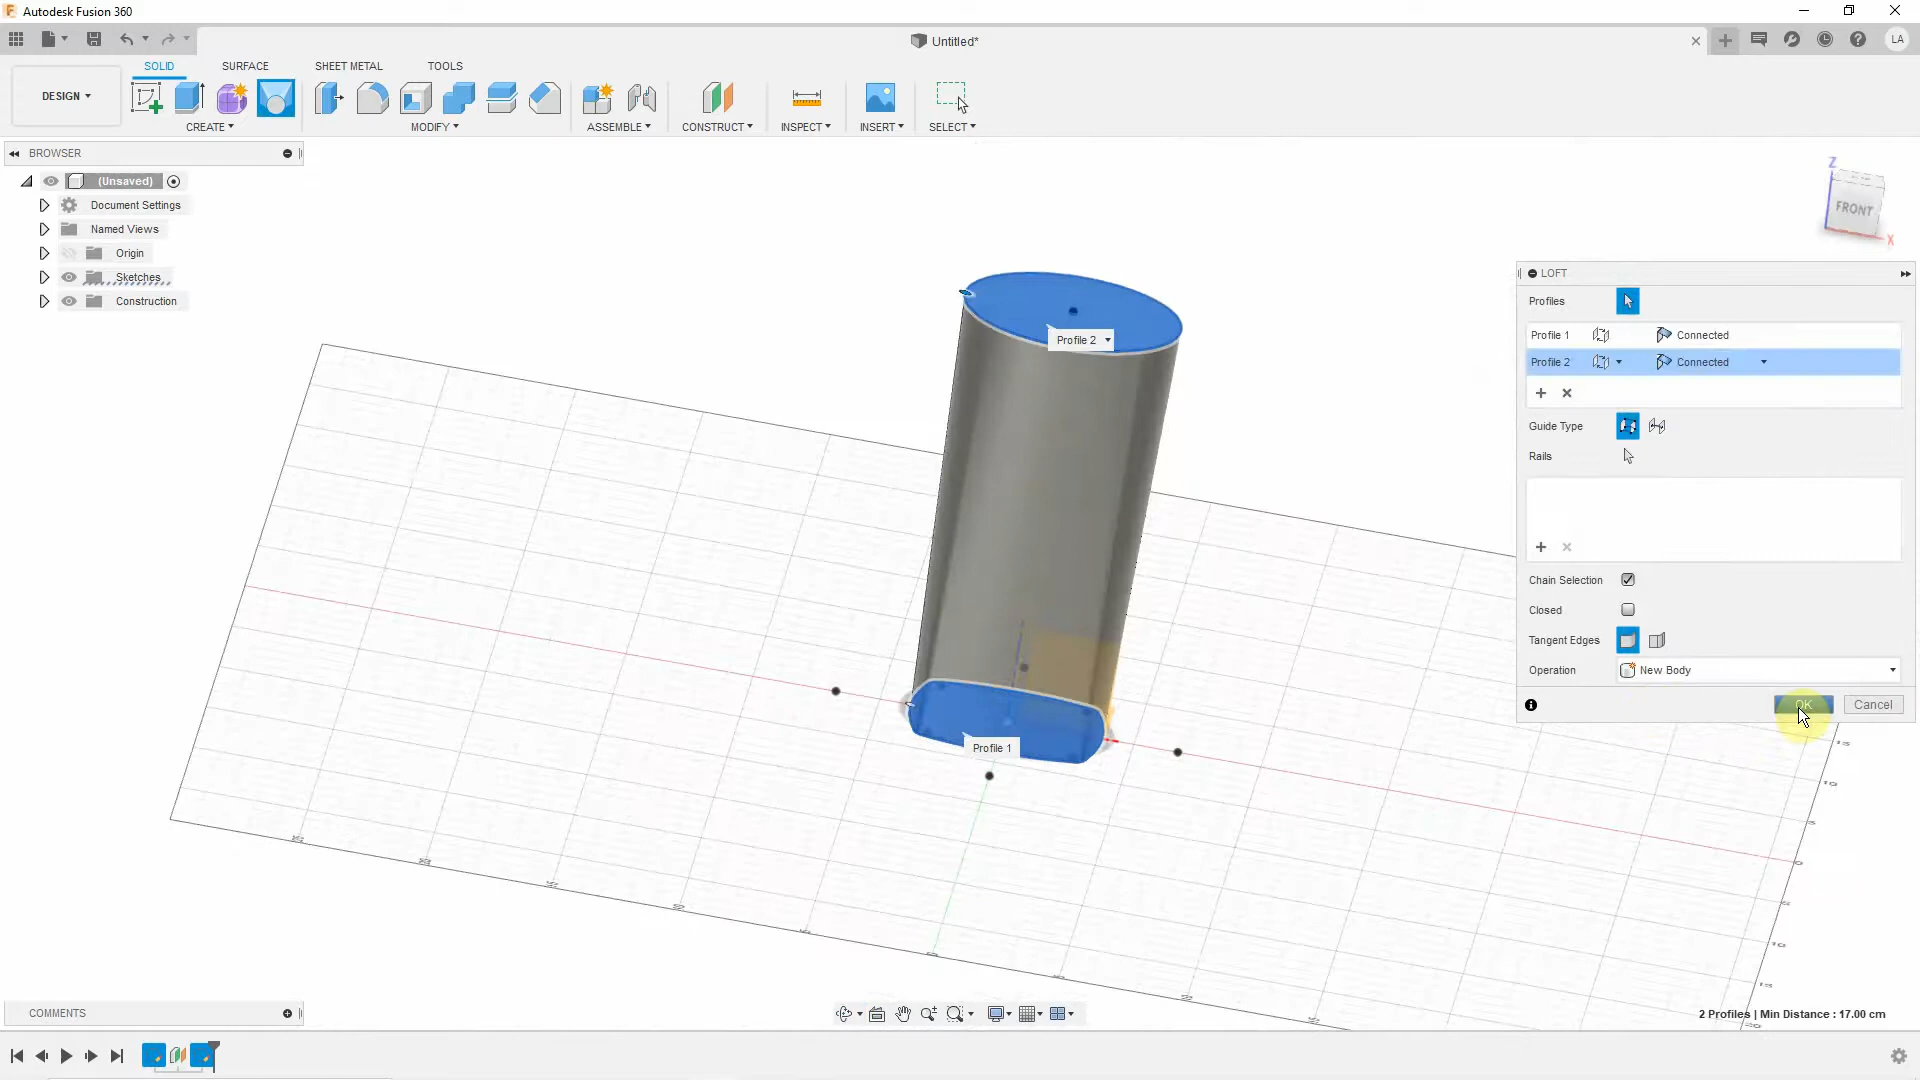 Autodesk Fusion 360
Untitled*
LA
DESIGN
SOLID SURFACE SHEET METAL TOOLS
CREATE MODIFY ASSEMBLE CONSTRUCT INSPECT INSERT SELECT
BROWSER
(Unsaved)
Document Settings
Named Views
Origin
Sketches
Construction
Z
FRONT
X
Profile 2
Profile 1
LOFT
Profiles
Profile 1 Connected
Profile 2 Connected
Guide Type
Rails
Chain Selection
Closed
Tangent Edges
Operation New Body
OK Cancel
COMMENTS
2 Profiles | Min Distance : 17.00 cm